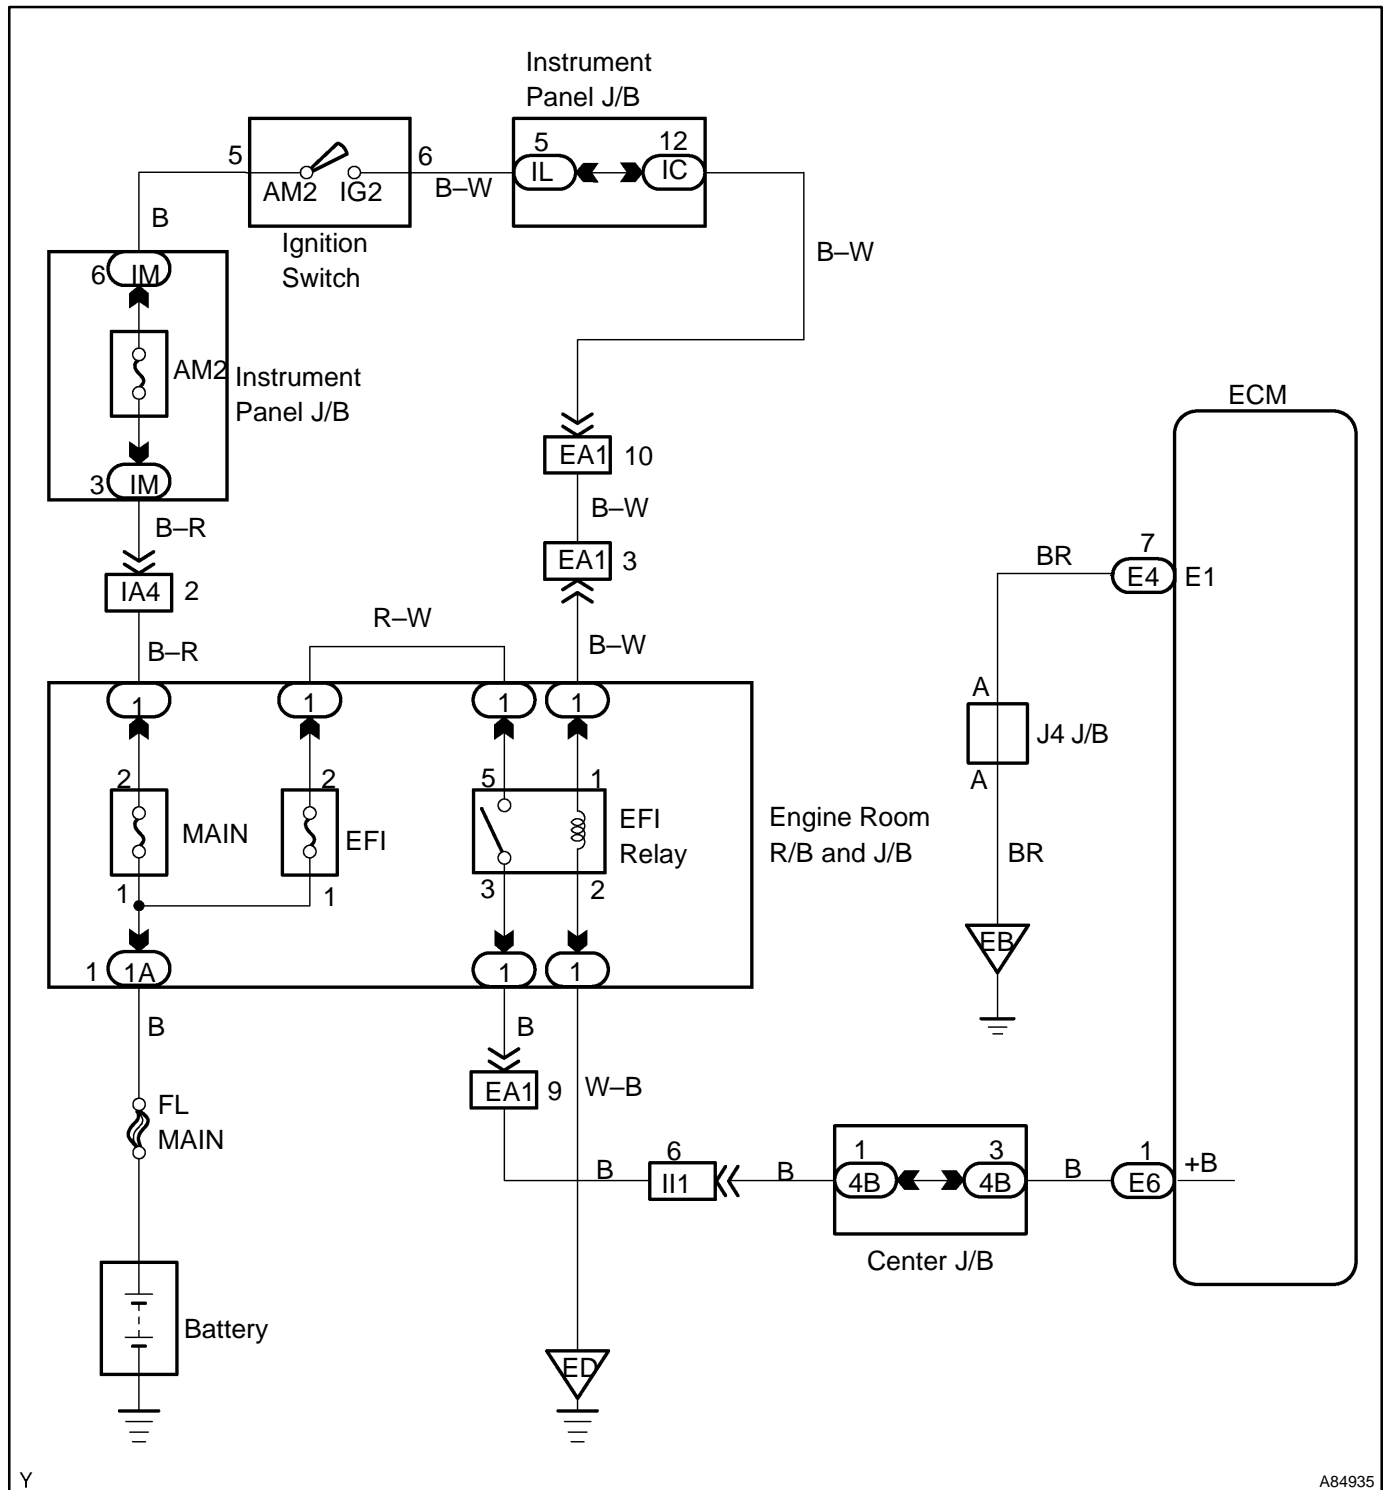 Instrument
Panel J/B
5
12
IL
IC
5
6
AM2
IG2
B–W
Ignition
Switch
B
B–W
6
IM
AM2
Instrument
Panel J/B
3
IM
B–R
IA4
2
B–R
EA1
10
B–W
EA1
3
B–W
R–W
ECM
7
BR
E4
E1
A
J4 J/B
A
BR
EB
1
1
1
1
2
2
5
1
MAIN
EFI
EFI
Relay
Engine Room
R/B and J/B
1
1
3
2
1
1A
1
1
B
B
EA1
9
W–B
FL
MAIN
B
6
II1
B
1
4B
3
4B
B
1
E6
+B
Center J/B
Battery
ED
Y
A84935